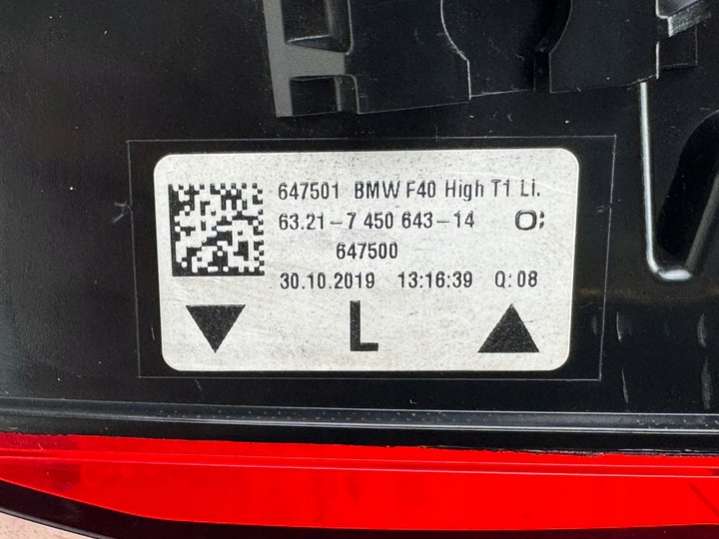 647501 BMW F40 High T1 Li.
63.21-7 450 643-14 O;
647500
30.10.2019 13:16:39 Q:08
L